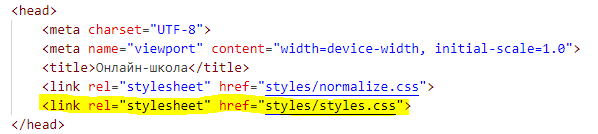 <head>
<meta charset="UTF-8">
<meta name="viewport" content="width=device-width, initial-scale=1.0">
<title>Онлайн-школа</title>
<link rel="stylesheet" href="styles/normalize.css">
<link rel="stylesheet" href="styles/styles.css">
</head>